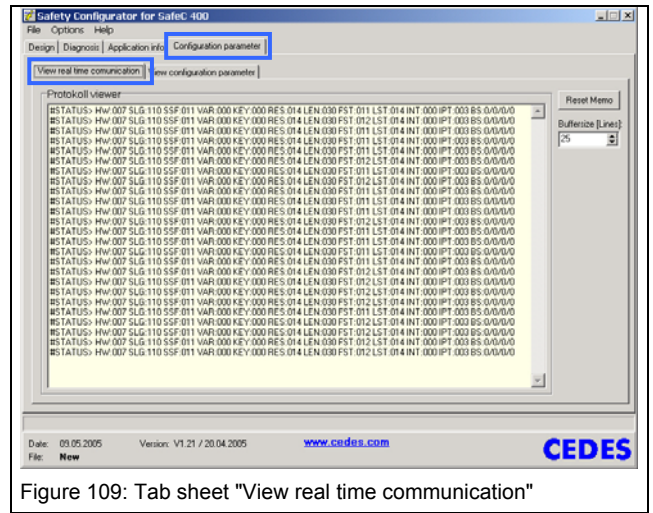 Safety Configurator for SafeC 400
File Options Help
Design Diagnosis Application info Configuration parameter
View real time comunication View configuration parameter
Protokoll viewer
Reset Memo
Buffersize [Lines]:
25
#STATUS> HW:007 SLG:110 SSF:011 VAR:000 KEY:000 RES:014 LEN:030 FST:011 LST:014 INT:000 IPT:003 BS:0/0/0/0
#STATUS> HW:007 SLG:110 SSF:011 VAR:000 KEY:000 RES:014 LEN:030 FST:011 LST:014 INT:000 IPT:003 BS:0/0/0/0
#STATUS> HW:007 SLG:110 SSF:011 VAR:000 KEY:000 RES:014 LEN:030 FST:011 LST:014 INT:000 IPT:003 BS:0/0/0/0
#STATUS> HW:007 SLG:110 SSF:011 VAR:000 KEY:000 RES:014 LEN:030 FST:011 LST:014 INT:000 IPT:003 BS:0/0/0/0
#STATUS> HW:007 SLG:110 SSF:011 VAR:000 KEY:000 RES:014 LEN:030 FST:012 LST:014 INT:000 IPT:003 BS:0/0/0/0
#STATUS> HW:007 SLG:110 SSF:011 VAR:000 KEY:000 RES:014 LEN:030 FST:011 LST:014 INT:000 IPT:003 BS:0/0/0/0
#STATUS> HW:007 SLG:110 SSF:011 VAR:000 KEY:000 RES:014 LEN:030 FST:011 LST:014 INT:000 IPT:003 BS:0/0/0/0
#STATUS> HW:007 SLG:110 SSF:011 VAR:000 KEY:000 RES:014 LEN:030 FST:011 LST:014 INT:000 IPT:003 BS:0/0/0/0
#STATUS> HW:007 SLG:110 SSF:011 VAR:000 KEY:000 RES:014 LEN:030 FST:011 LST:014 INT:000 IPT:003 BS:0/0/0/0
#STATUS> HW:007 SLG:110 SSF:011 VAR:000 KEY:000 RES:014 LEN:030 FST:012 LST:014 INT:000 IPT:003 BS:0/0/0/0
#STATUS> HW:007 SLG:110 SSF:011 VAR:000 KEY:000 RES:014 LEN:030 FST:011 LST:014 INT:000 IPT:003 BS:0/0/0/0
#STATUS> HW:007 SLG:110 SSF:011 VAR:000 KEY:000 RES:014 LEN:030 FST:011 LST:014 INT:000 IPT:003 BS:0/0/0/0
#STATUS> HW:007 SLG:110 SSF:011 VAR:000 KEY:000 RES:014 LEN:030 FST:012 LST:014 INT:000 IPT:003 BS:0/0/0/0
#STATUS> HW:007 SLG:110 SSF:011 VAR:000 KEY:000 RES:014 LEN:030 FST:011 LST:014 INT:000 IPT:003 BS:0/0/0/0
#STATUS> HW:007 SLG:110 SSF:011 VAR:000 KEY:000 RES:014 LEN:030 FST:011 LST:014 INT:000 IPT:003 BS:0/0/0/0
#STATUS> HW:007 SLG:110 SSF:011 VAR:000 KEY:000 RES:014 LEN:030 FST:011 LST:014 INT:000 IPT:003 BS:0/0/0/0
#STATUS> HW:007 SLG:110 SSF:011 VAR:000 KEY:000 RES:014 LEN:030 FST:012 LST:014 INT:000 IPT:003 BS:0/0/0/0
#STATUS> HW:007 SLG:110 SSF:011 VAR:000 KEY:000 RES:014 LEN:030 FST:012 LST:014 INT:000 IPT:003 BS:0/0/0/0
#STATUS> HW:007 SLG:110 SSF:011 VAR:000 KEY:000 RES:014 LEN:030 FST:012 LST:014 INT:000 IPT:003 BS:0/0/0/0
#STATUS> HW:007 SLG:110 SSF:011 VAR:000 KEY:000 RES:014 LEN:030 FST:012 LST:014 INT:000 IPT:003 BS:0/0/0/0
#STATUS> HW:007 SLG:110 SSF:011 VAR:000 KEY:000 RES:014 LEN:030 FST:011 LST:014 INT:000 IPT:003 BS:0/0/0/0
#STATUS> HW:007 SLG:110 SSF:011 VAR:000 KEY:000 RES:014 LEN:030 FST:012 LST:014 INT:000 IPT:003 BS:0/0/0/0
#STATUS> HW:007 SLG:110 SSF:011 VAR:000 KEY:000 RES:014 LEN:030 FST:012 LST:014 INT:000 IPT:003 BS:0/0/0/0
#STATUS> HW:007 SLG:110 SSF:011 VAR:000 KEY:000 RES:014 LEN:030 FST:012 LST:014 INT:000 IPT:003 BS:0/0/0/0
#STATUS> HW:007 SLG:110 SSF:011 VAR:000 KEY:000 RES:014 LEN:030 FST:012 LST:014 INT:000 IPT:003 BS:0/0/0/0
Date: 09.05.2005 Version: V1.21 / 20.04.2005 www.cedes.com
File: New
CEDES
Figure 109: Tab sheet "View real time communication"